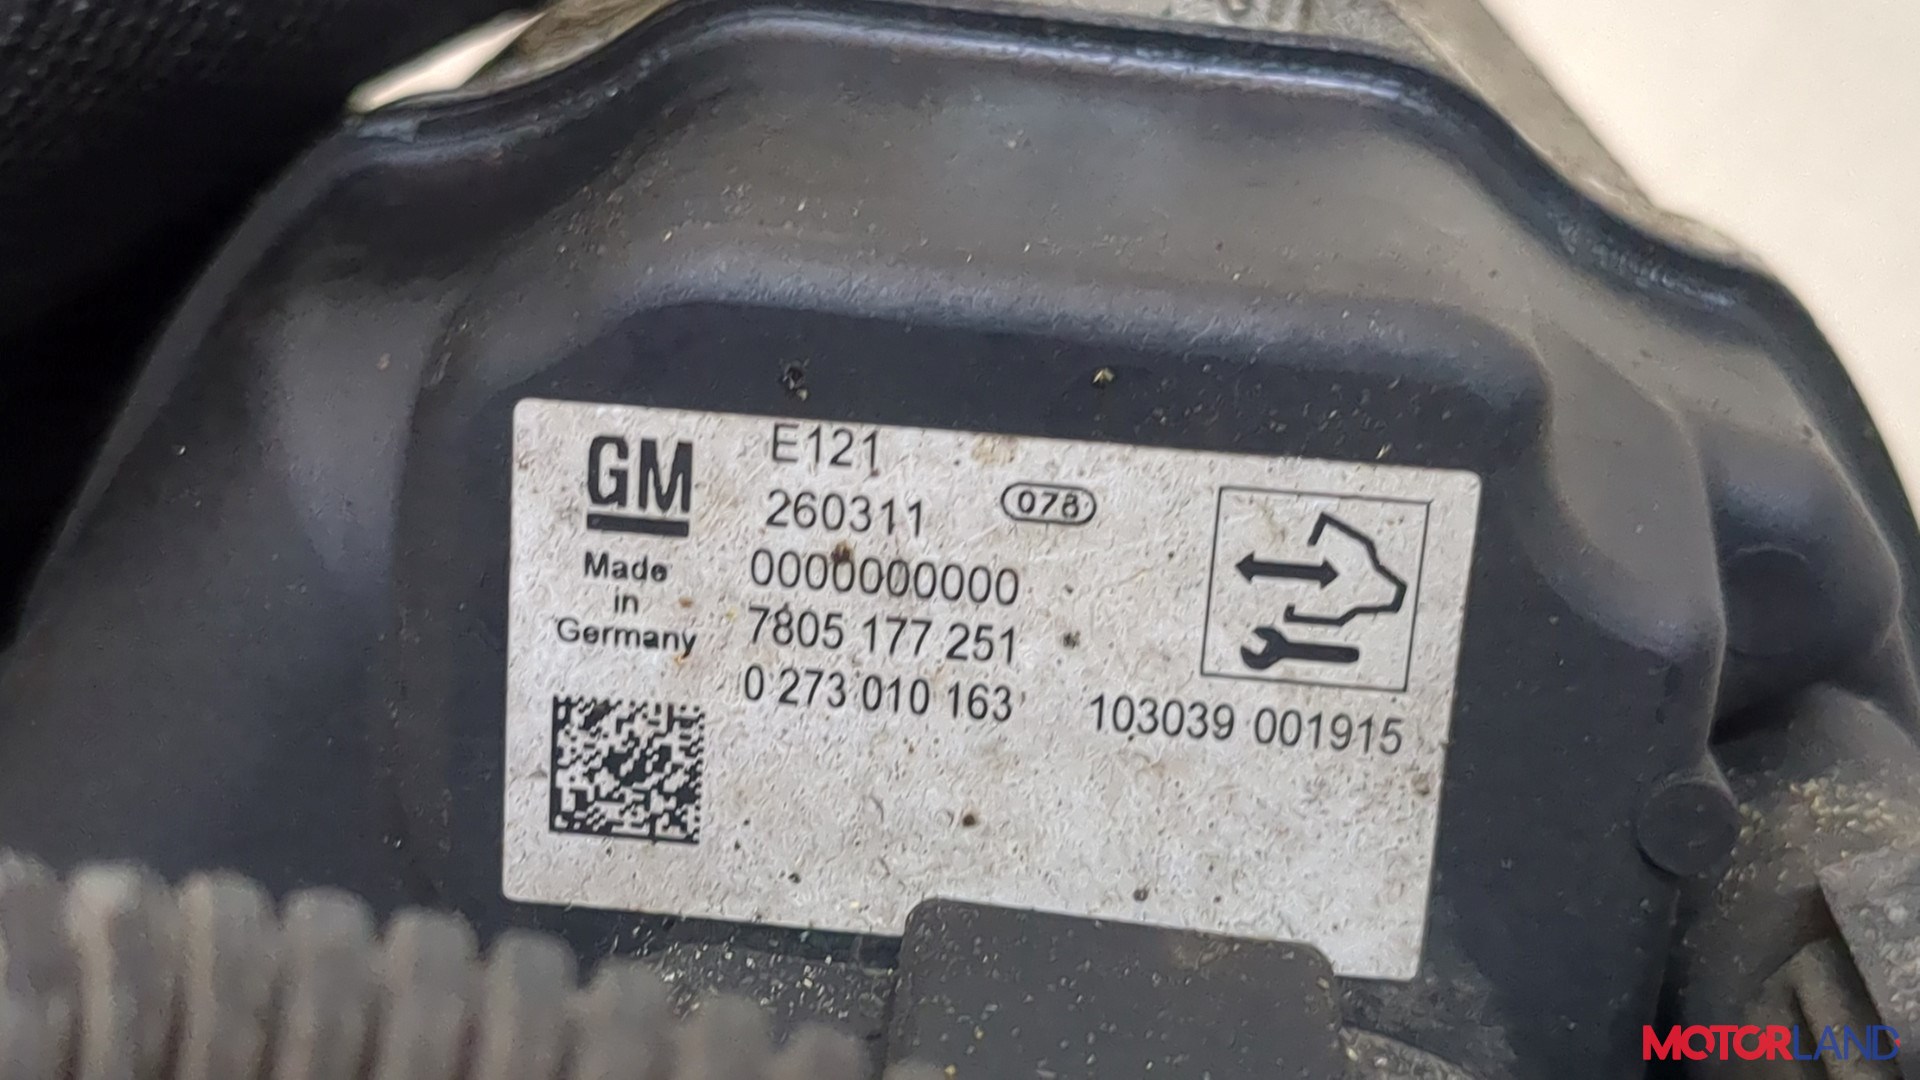 GM
Made
in
Germany
E121
260311
078
0000000000
7805 177 251
0 273 010 163
103039 001915
MOTORLAND